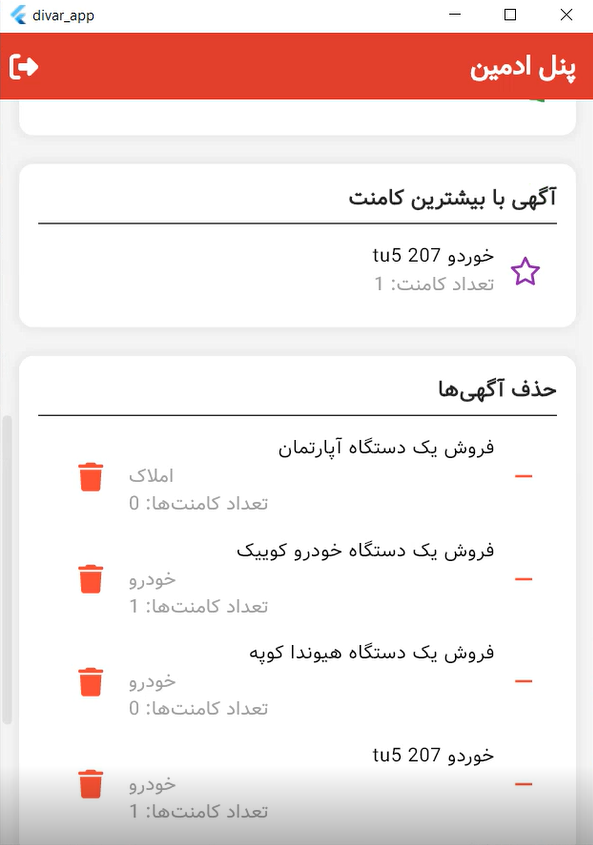 divar_app
پنل ادمین
آگهی با بیشترین کامنت
خوردو 207 tu5
تعداد کامنت: 1
حذف آگهی‌ها
فروش یک دستگاه آپارتمان
املاک
تعداد کامنت‌ها: 0
فروش یک دستگاه خودرو کوییک
خودرو
تعداد کامنت‌ها: 1
فروش یک دستگاه هیوندا کوپه
خودرو
تعداد کامنت‌ها: 0
خوردو 207 tu5
خودرو
تعداد کامنت‌ها: 1